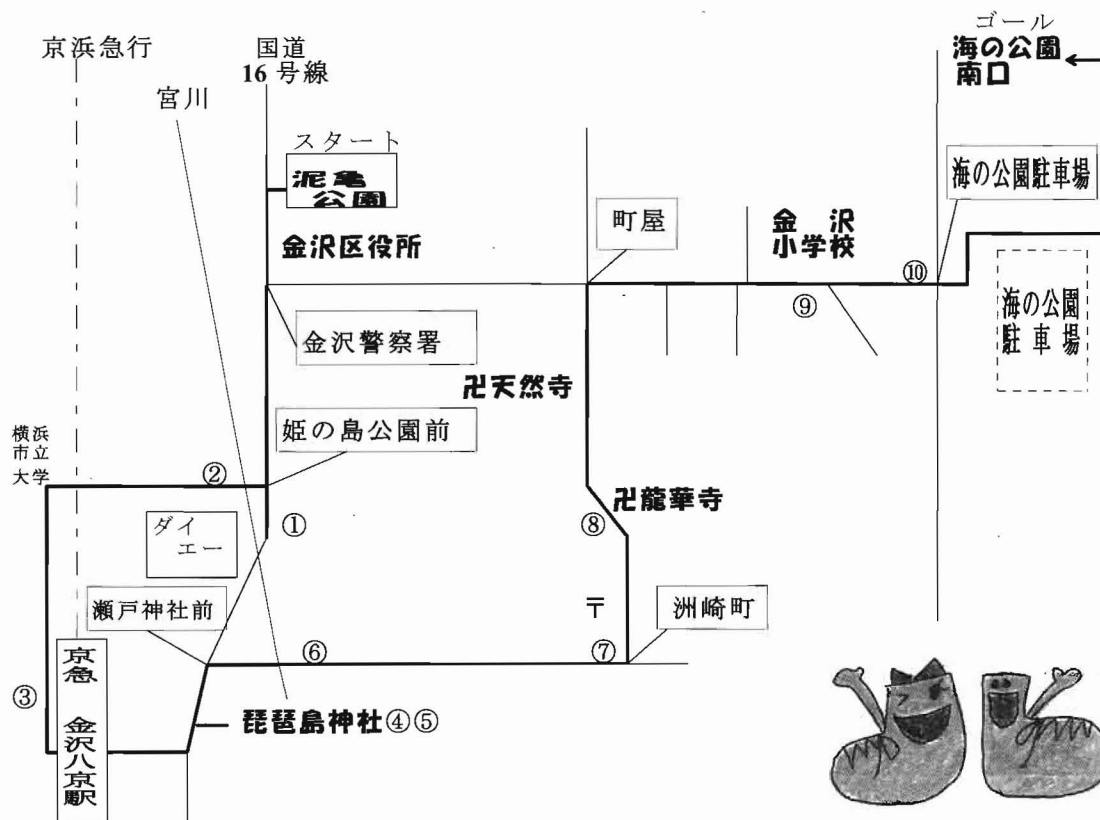 京浜急行
国道
16号線
宮川
ゴール
海の公園
南口
スタート
泥亀
公園
海の公園駐車場
町屋
金沢
小学校
金沢区役所
⑩
⑨
海の公園
駐車場
金沢警察署
卍天然寺
姫の島公園前
横浜
市立
大学
②
卍龍華寺
①
⑧
ダイ
エー
瀬戸神社前
〒
洲崎町
⑥
⑦
③
京急 金沢八京駅
琵琶島神社④⑤